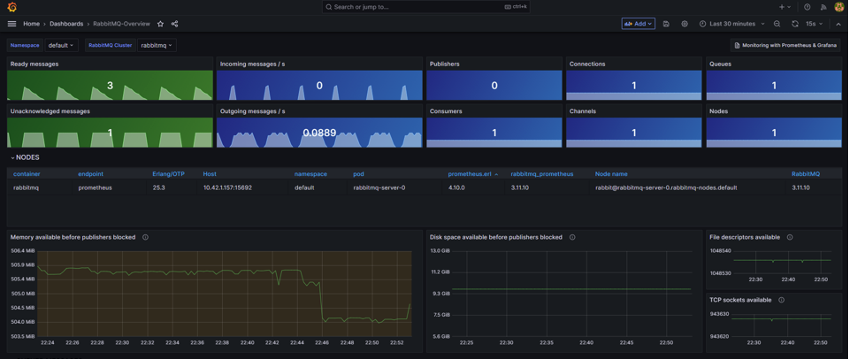 Search or jump to... ctrl+k
Home > Dashboards > RabbitMQ-Overview
Add
Last 30 minutes
15s
Namespace default RabbitMQ Cluster rabbitmq
Monitoring with Prometheus & Grafana
Ready messages
3
Incoming messages / s
0
Publishers
0
Connections
1
Queues
1
Unacknowledged messages
1
Outgoing messages / s
0.0889
Consumers
1
Channels
1
Nodes
1
NODES
container endpoint Erlang/OTP Host namespace pod prometheus.erl rabbitmq_prometheus Node name RabbitMQ
rabbitmq prometheus 25.3 10.42.1.157:15692 default rabbitmq-server-0 4.10.0 3.11.10 rabbit@rabbitmq-server-0.rabbitmq-nodes.default 3.11.10
Memory available before publishers blocked
506.4 MiB
505.9 MiB
505.4 MiB
505.0 MiB
504.5 MiB
504.0 MiB
503.5 MiB
22:24 22:26 22:28 22:30 22:32 22:34 22:36 22:38 22:40 22:42 22:44 22:46 22:48 22:50 22:52
Disk space available before publishers blocked
13.0 GiB
11.2 GiB
9.3 GiB
7.5 GiB
5.6 GiB
22:25 22:30 22:35 22:40 22:45 22:50
File descriptors available
1048540
1048530
22:30 22:40 22:50
TCP sockets available
943630
943620
22:30 22:40 22:50